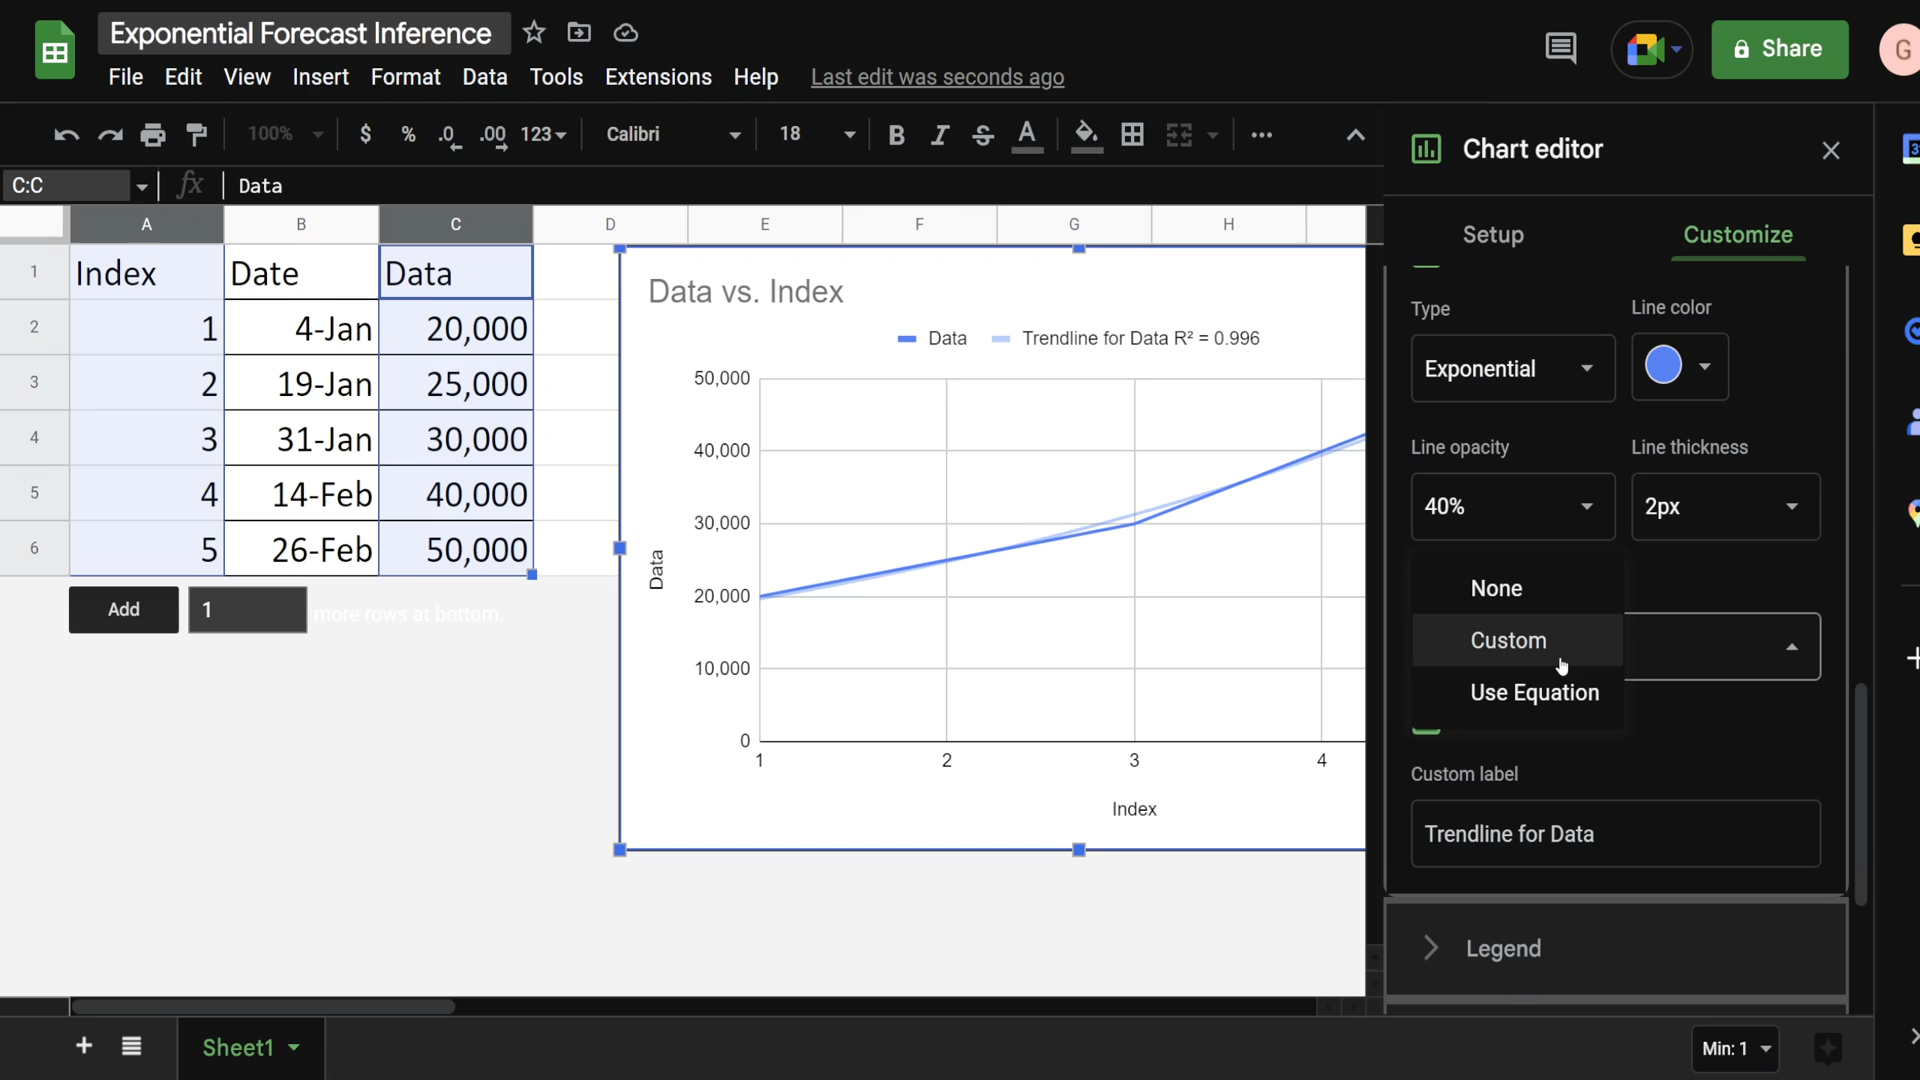 Exponential Forecast Inference
File Edit View Insert Format Data Tools Extensions Help Last edit was seconds ago
Share
G
100% $ % .0 .00 123 Calibri 18 B I S A
C:C fx Data
A B C D E F G H
1 Index Date Data
2 1 4-Jan 20,000
3 2 19-Jan 25,000
4 3 31-Jan 30,000
5 4 14-Feb 40,000
6 5 26-Feb 50,000
Add 1 more rows at bottom.
Data vs. Index
Data Trendline for Data R² = 0.996
50,000
40,000
30,000
20,000
10,000
0
Data
1 2 3 4
Index
Chart editor
Setup Customize
Type Line color
Exponential
Line opacity Line thickness
40% 2px
None
Custom
Use Equation
Custom label
Trendline for Data
Legend
Sheet1
Min: 1